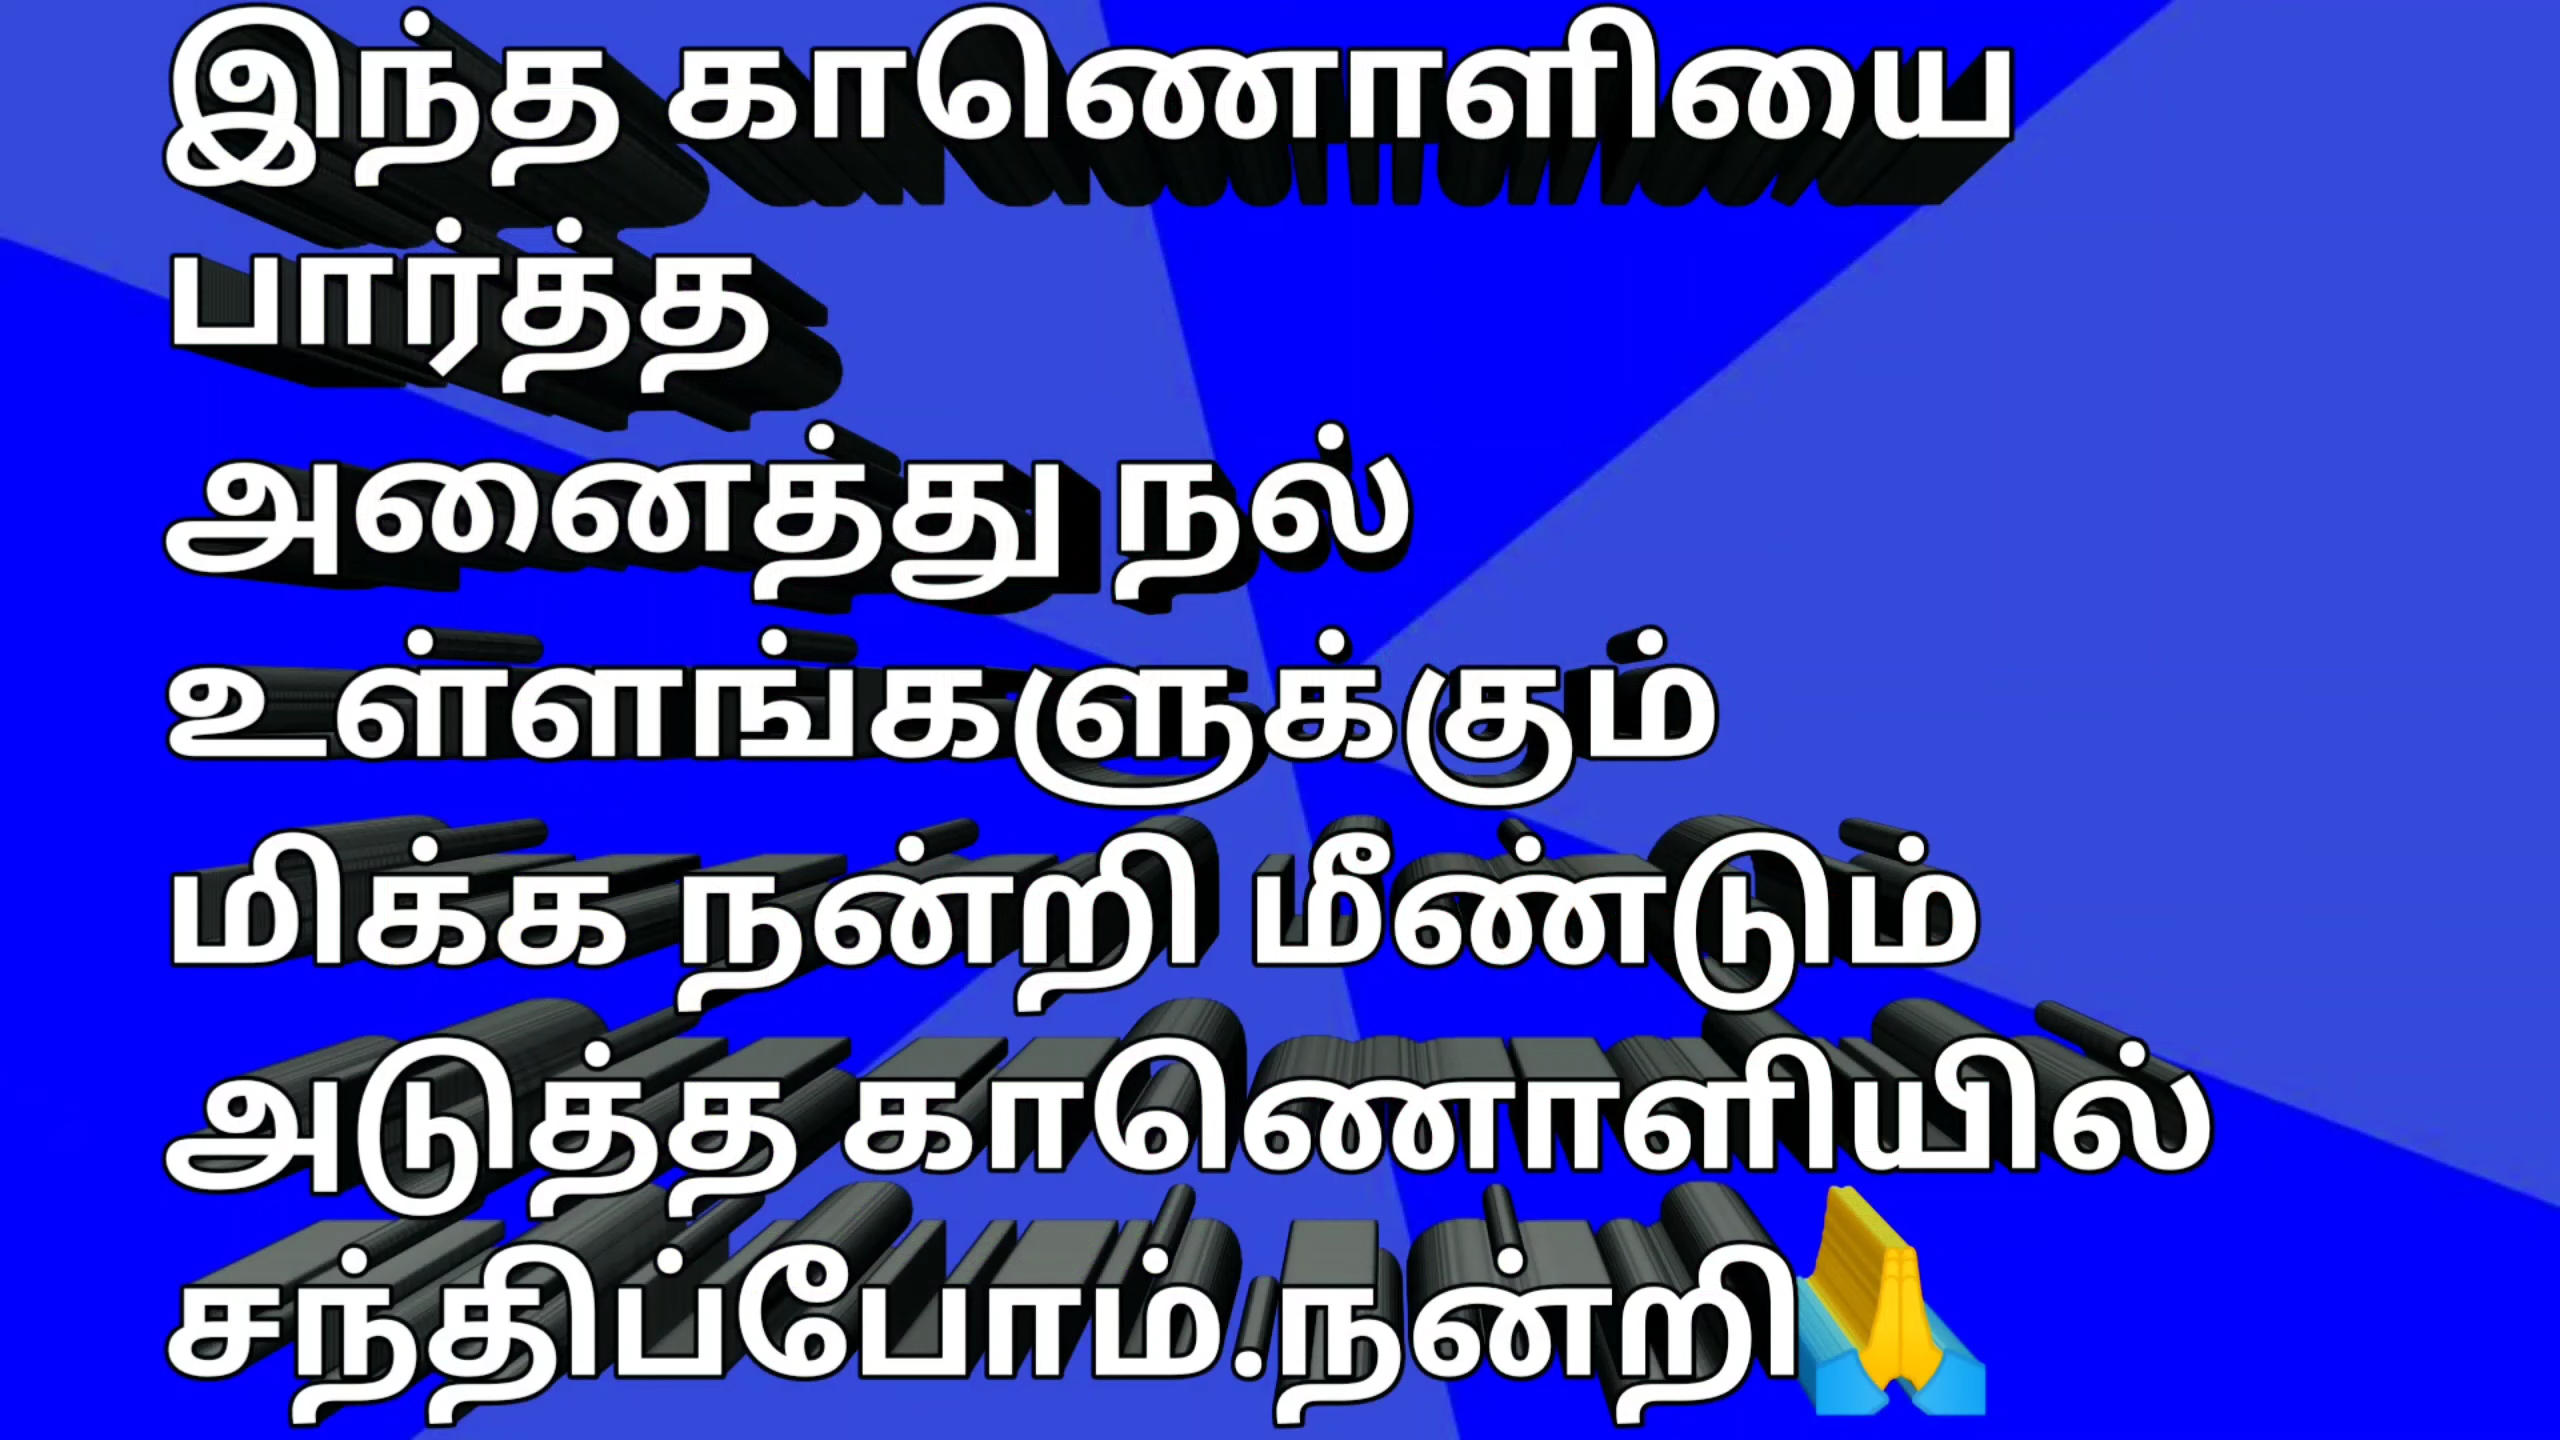 இந்த காணொளியை
பார்த்த
அனைத்து நல்
உள்ளங்களுக்கும்
மிக்க நன்றி மீண்டும்
அடுத்த காணொளியில்
சந்திப்போம்.நன்றி🙏